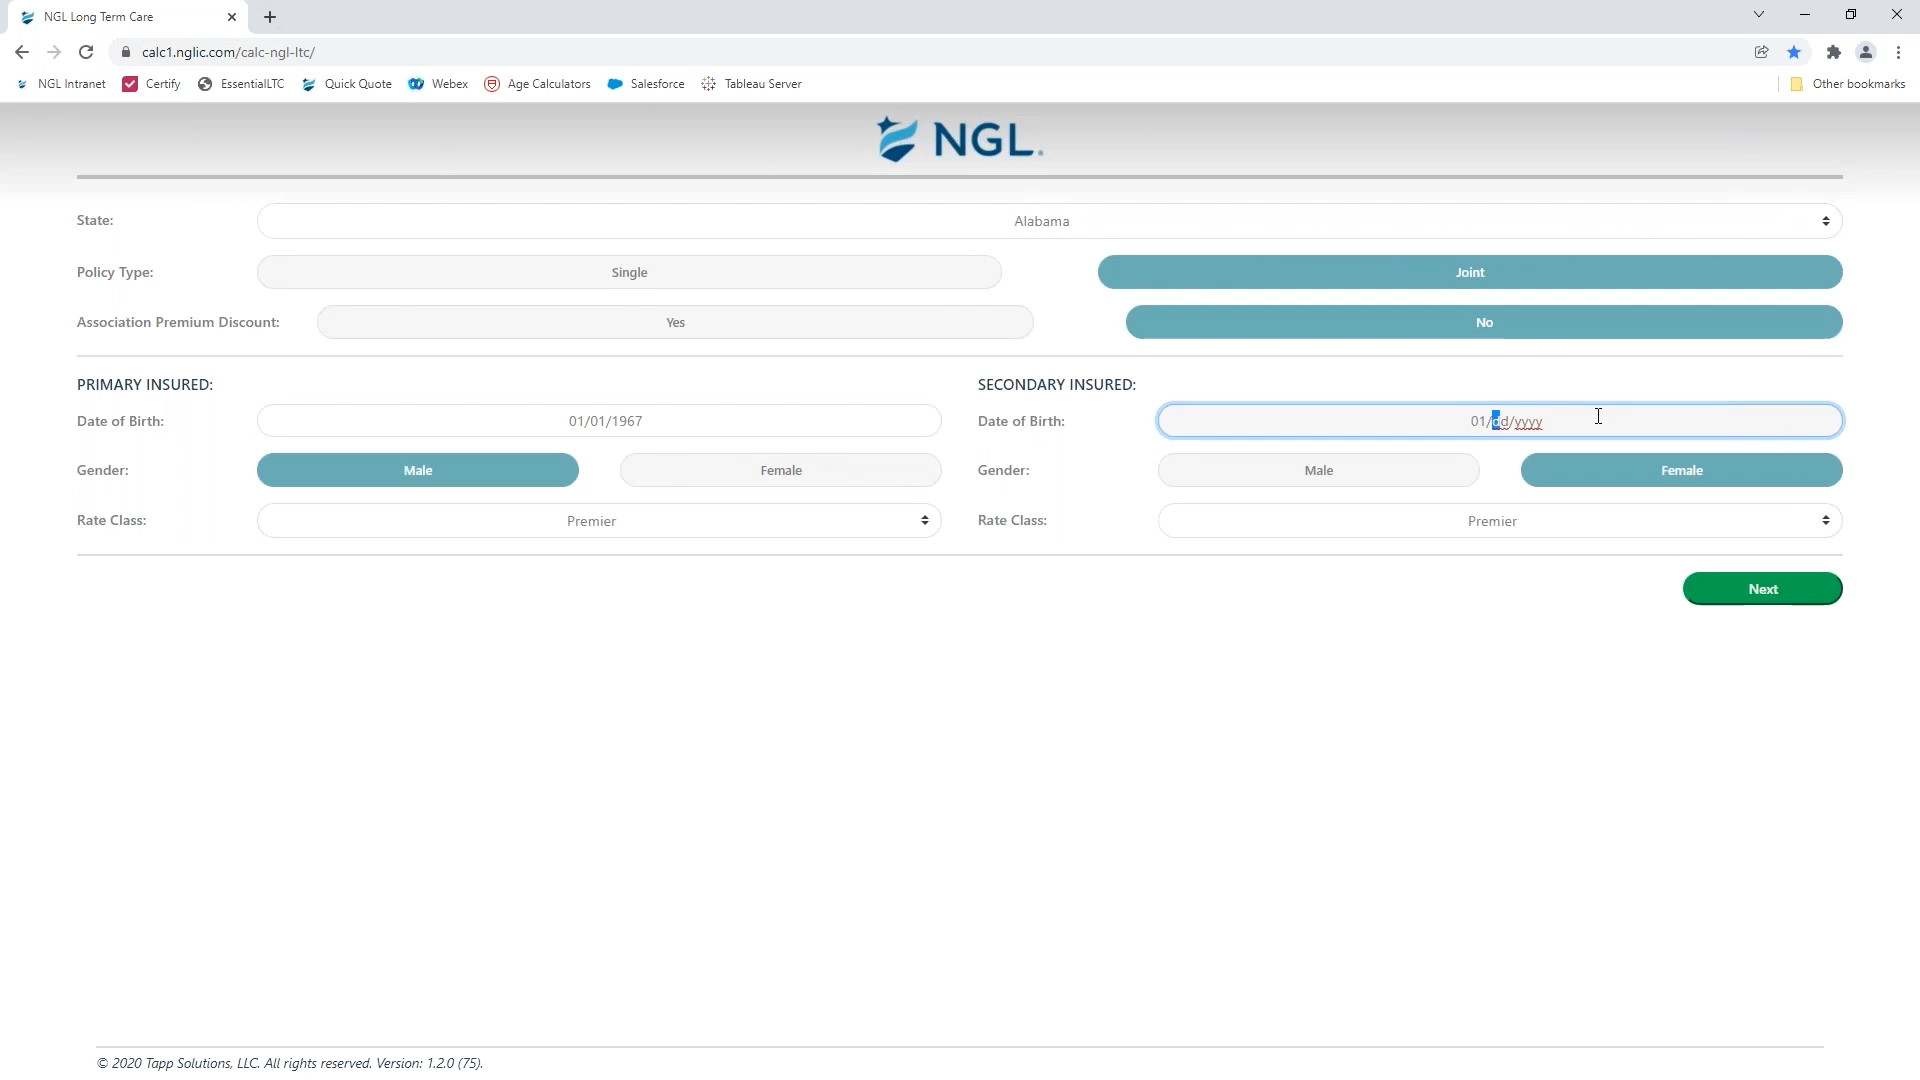 NGL Long Term Care
calc1.nglic.com/calc-ngl-ltc/
NGL Intranet Certify EssentialLTC Quick Quote Webex Age Calculators Salesforce Tableau Server Other bookmarks
NGL.
State: Alabama
Policy Type: Single Joint
Association Premium Discount: Yes No
PRIMARY INSURED: SECONDARY INSURED:
Date of Birth: 01/01/1967 Date of Birth: 01/dd/yyyy
Gender: Male Female Gender: Male Female
Rate Class: Premier Rate Class: Premier
Next
© 2020 Tapp Solutions, LLC. All rights reserved. Version: 1.2.0 (75).